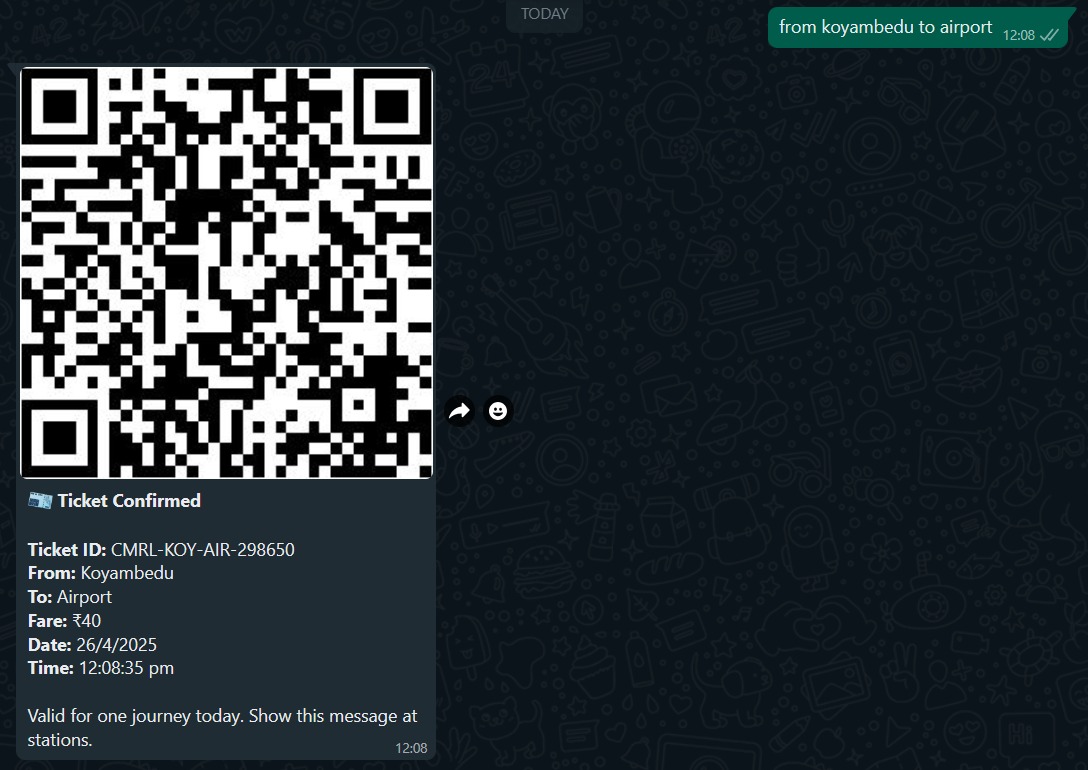 TODAY
from koyambedu to airport 12:08
Ticket Confirmed
Ticket ID: CMRL-KOY-AIR-298650
From: Koyambedu
To: Airport
Fare: ₹40
Date: 26/4/2025
Time: 12:08:35 pm
Valid for one journey today. Show this message at
stations. 12:08